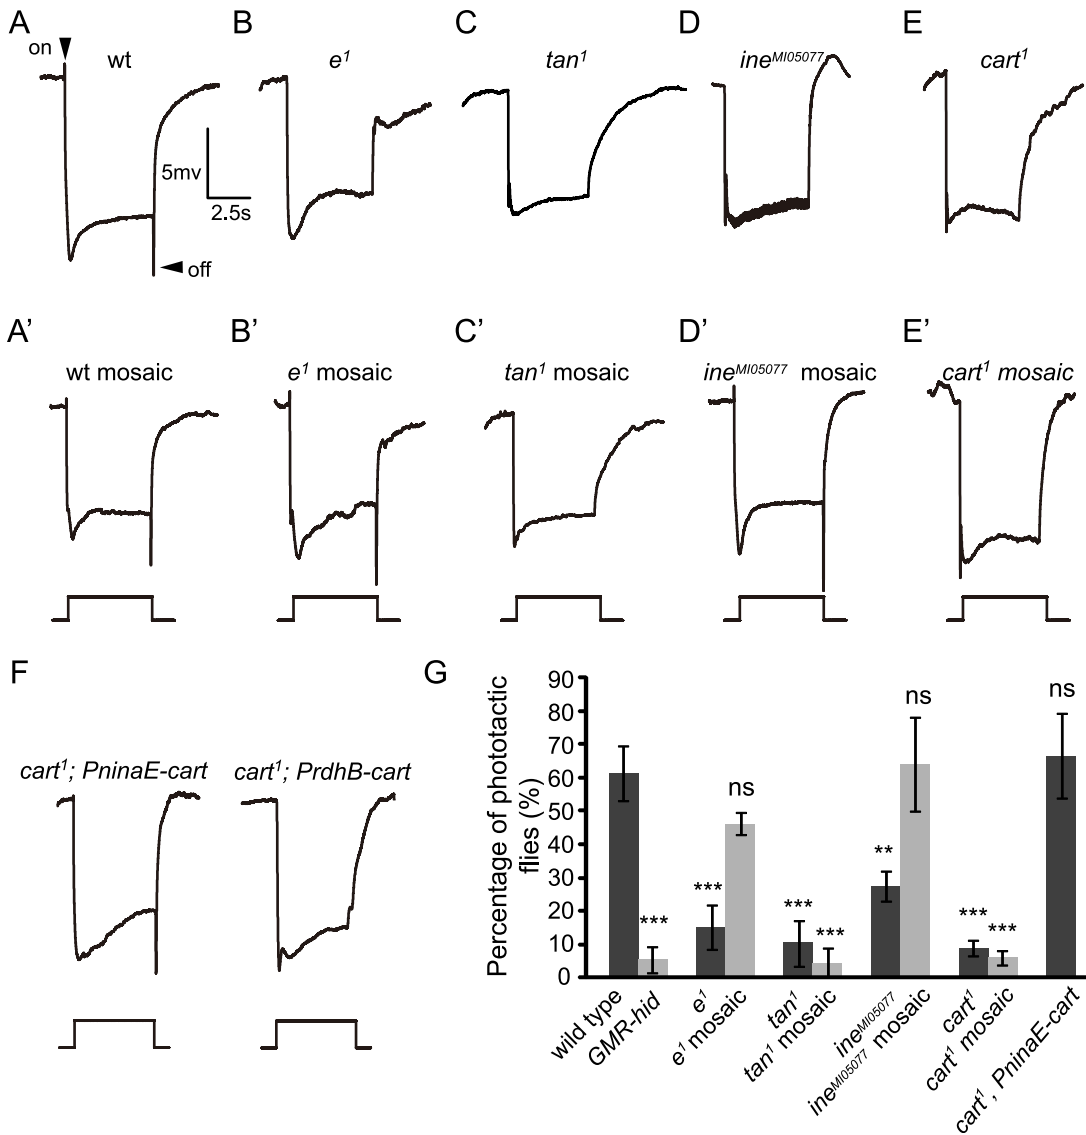 A
B
C
D
E
on
wt
e¹
tan¹
ine^MI05077
cart¹
5mv
2.5s
off
A'
B'
C'
D'
E'
wt mosaic
e¹ mosaic
tan¹ mosaic
ine^MI05077 mosaic
cart¹ mosaic
F
cart¹; PninaE-cart
cart¹; PrdhB-cart
G
Percentage of phototactic
flies (%)
90
80
70
60
50
40
30
20
10
0
***
***
ns
***
***
**
ns
***
***
ns
wild type
GMR-hid
e¹
e¹ mosaic
tan¹
tan¹ mosaic
ine^MI05077
ine^MI05077 mosaic
cart¹
cart¹ mosaic
cart¹, PninaE-cart